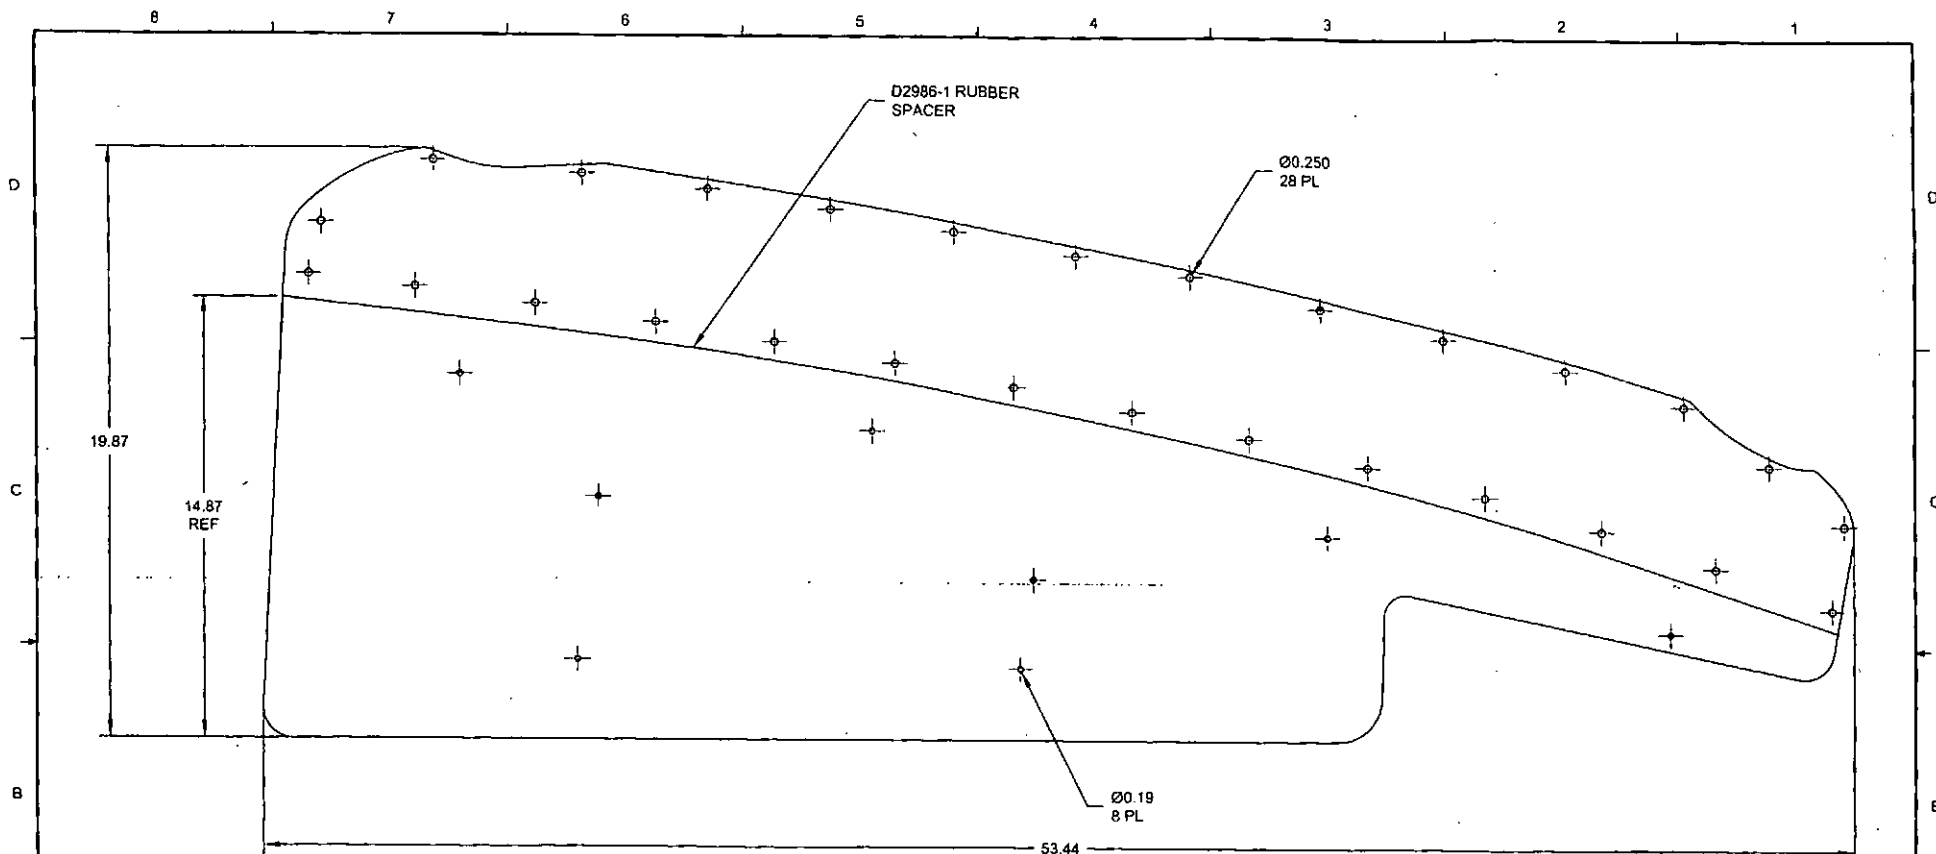 8 7 6 5 4 3 2 1
D2986-1 RUBBER
SPACER
D
Ø0.250
28 PL
D
19.87
14.87
REF
C
C
B
Ø0.19
8 PL
53.44